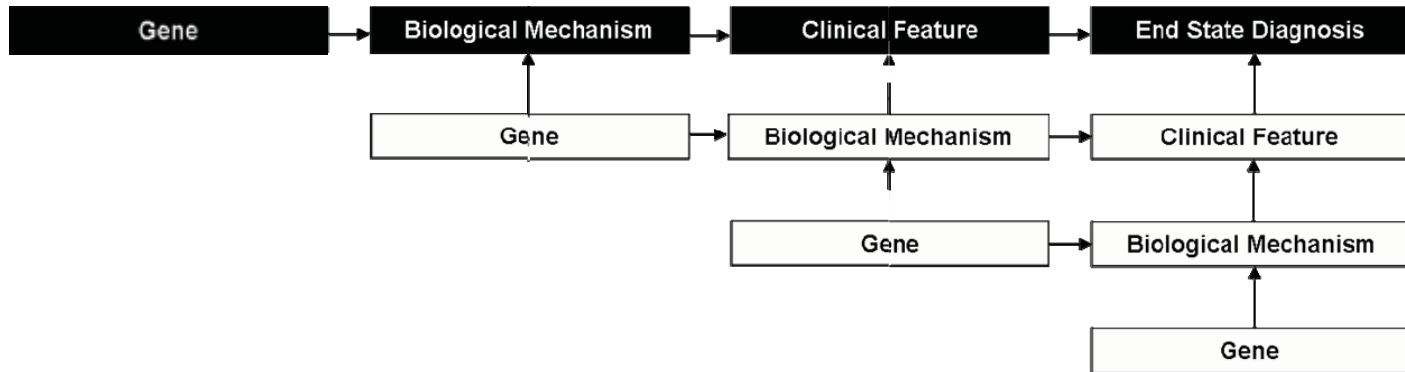 Gene
Biological Mechanism
Clinical Feature
End State Diagnosis
Gene
Biological Mechanism
Clinical Feature
Gene
Biological Mechanism
Gene